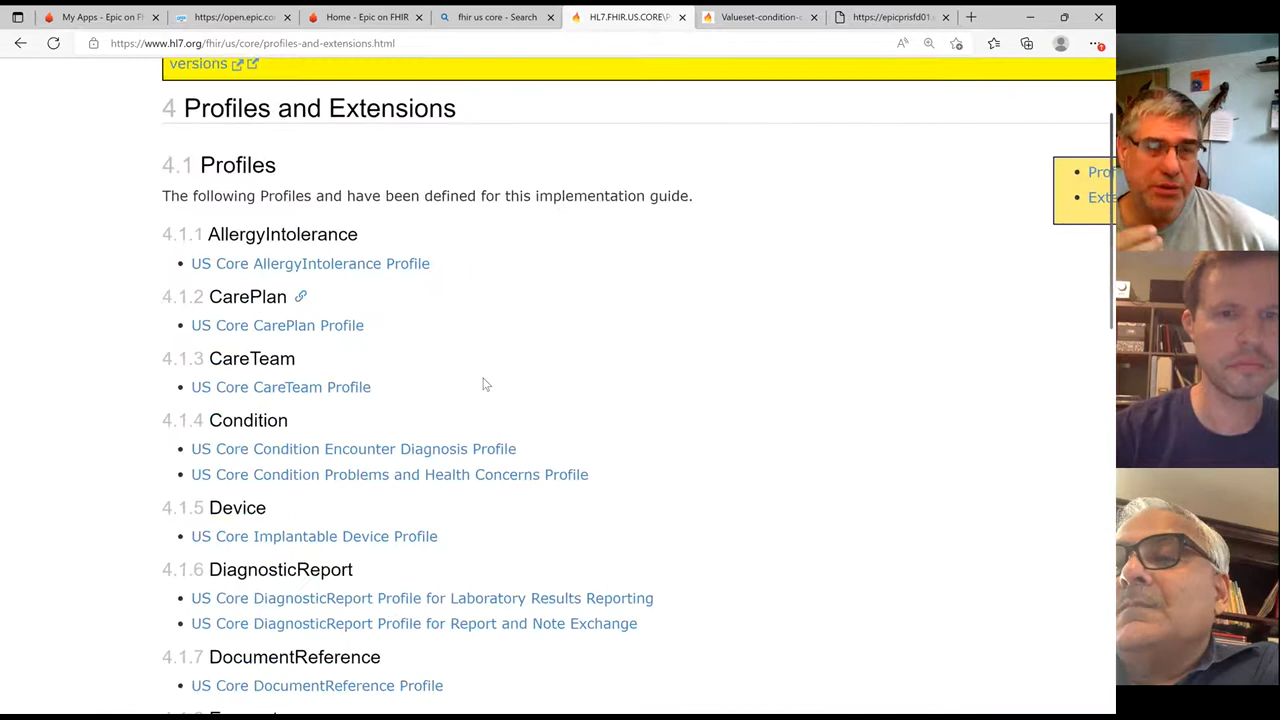 My Apps - Epic on FHIR
https://open.epic.co
Home - Epic on FHIR
fhir us core - Search
HL7.FHIR.US.CORE\P
Valueset-condition-c
https://epicprisfd01.e
https://www.hl7.org/fhir/us/core/profiles-and-extensions.html
versions
4 Profiles and Extensions
4.1 Profiles
The following Profiles and have been defined for this implementation guide.
• Pro
• Exte
4.1.1 AllergyIntolerance
• US Core AllergyIntolerance Profile
4.1.2 CarePlan
• US Core CarePlan Profile
4.1.3 CareTeam
• US Core CareTeam Profile
4.1.4 Condition
• US Core Condition Encounter Diagnosis Profile
• US Core Condition Problems and Health Concerns Profile
4.1.5 Device
• US Core Implantable Device Profile
4.1.6 DiagnosticReport
• US Core DiagnosticReport Profile for Laboratory Results Reporting
• US Core DiagnosticReport Profile for Report and Note Exchange
4.1.7 DocumentReference
• US Core DocumentReference Profile